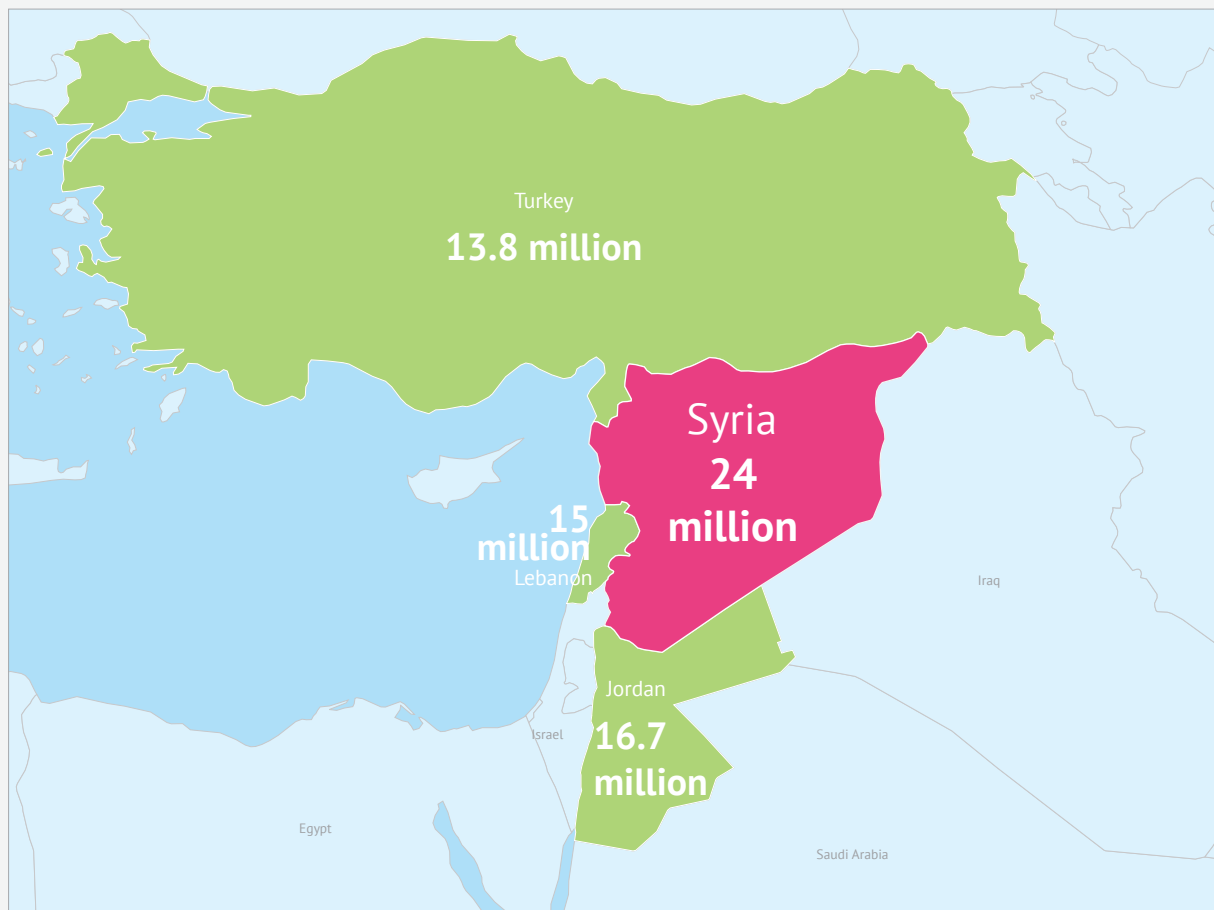 Turkey
13.8 million
Syria
24
million
15
million
Lebanon
Iraq
Jordan
16.7
million
Israel
Egypt
Saudi Arabia